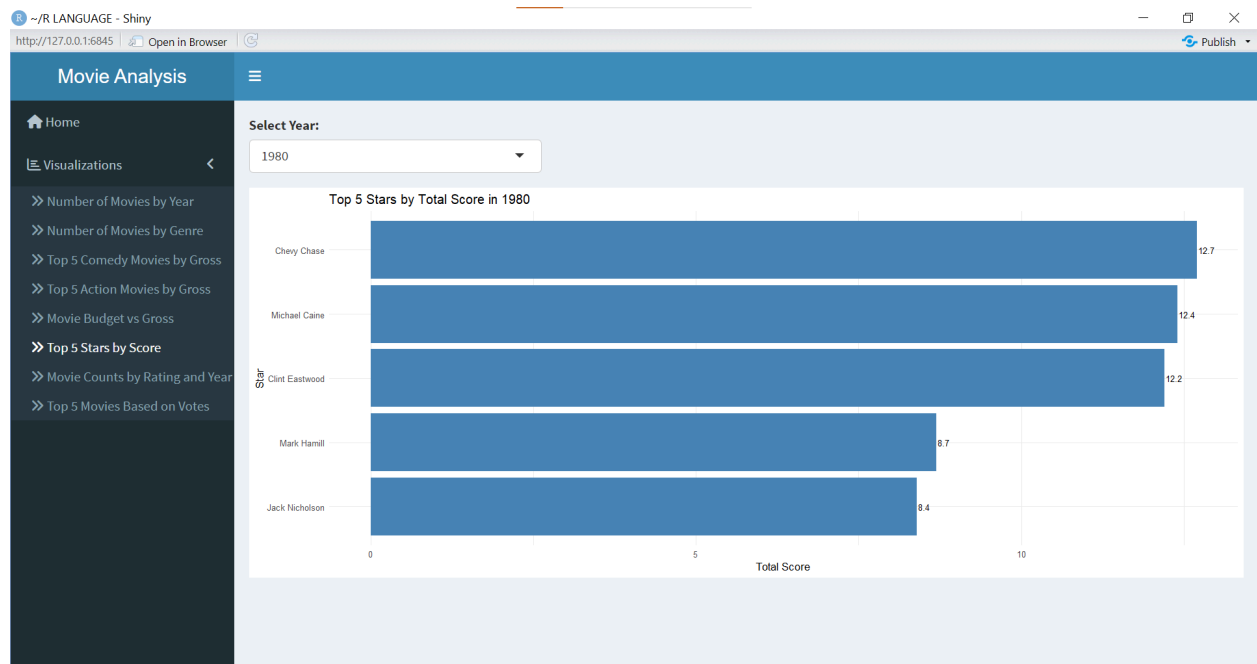 ~/R LANGUAGE - Shiny
http://127.0.0.1:6845 Open in Browser Publish
Movie Analysis
Home
Visualizations
Number of Movies by Year
Number of Movies by Genre
Top 5 Comedy Movies by Gross
Top 5 Action Movies by Gross
Movie Budget vs Gross
Top 5 Stars by Score
Movie Counts by Rating and Year
Top 5 Movies Based on Votes
Select Year:
1980
Top 5 Stars by Total Score in 1980
Star
Chevy Chase 12.7
Michael Caine 12.4
Clint Eastwood 12.2
Mark Hamill 8.7
Jack Nicholson 8.4
0 5 10
Total Score